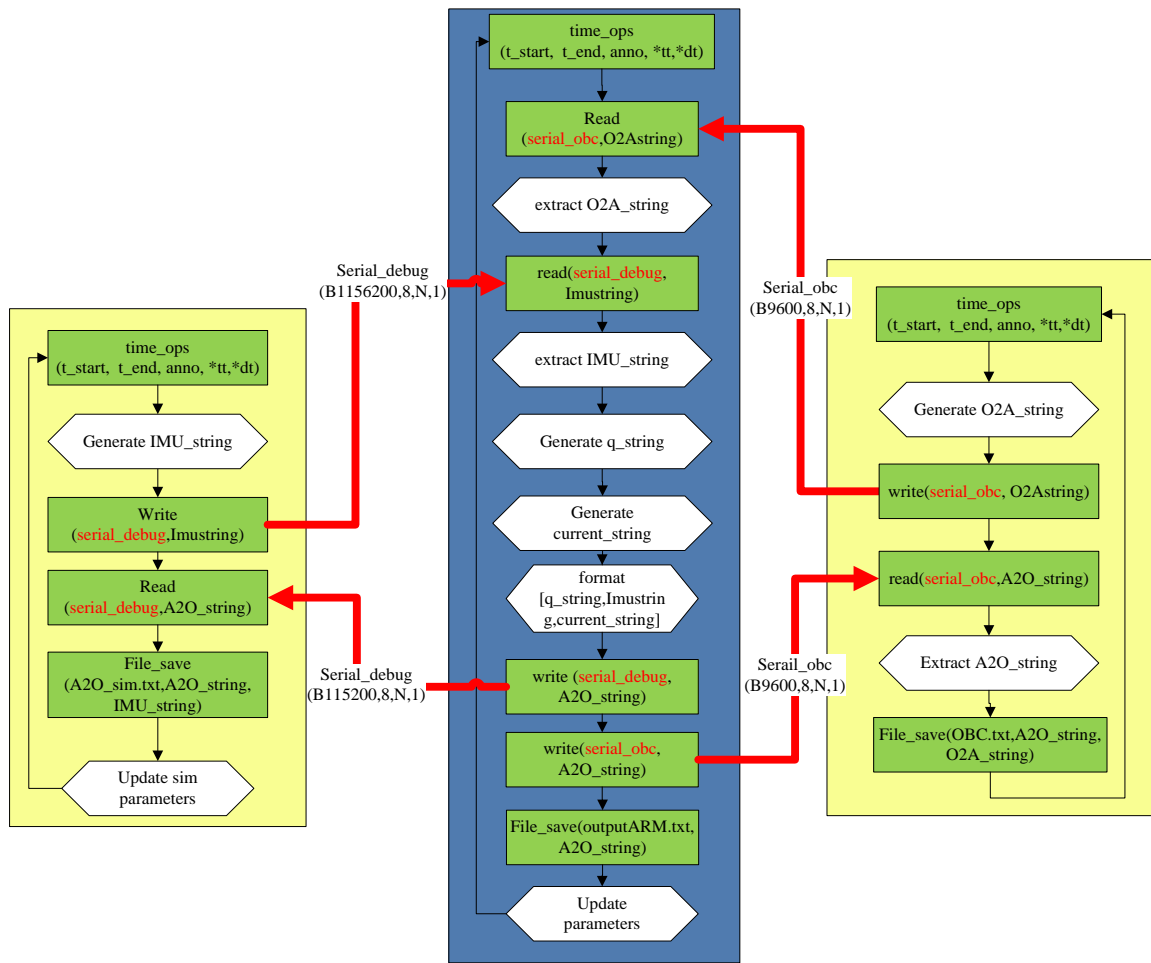 time_ops
(t_start,  t_end, anno, *tt,*dt)
Generate IMU_string
Write
(serial_debug,Imustring)
Read
(serial_debug,A2O_string)
File_save
(A2O_sim.txt,A2O_string,
IMU_string)
Update sim
parameters
Serial_debug
(B1156200,8,N,1)
Serial_debug
(B115200,8,N,1)
time_ops
(t_start,  t_end, anno, *tt,*dt)
Read
(serial_obc,O2Astring)
extract O2A_string
read(serial_debug,
Imustring)
extract IMU_string
Generate q_string
Generate
current_string
format
[q_string,Imustrin
g,current_string]
write (serial_debug,
A2O_string)
write(serial_obc,
A2O_string)
File_save(outputARM.txt,
A2O_string)
Update
parameters
Serial_obc
(B9600,8,N,1)
Serail_obc
(B9600,8,N,1)
time_ops
(t_start,  t_end, anno, *tt,*dt)
Generate O2A_string
write(serial_obc, O2Astring)
read(serial_obc,A2O_string)
Extract A2O_string
File_save(OBC.txt,A2O_string,
O2A_string)